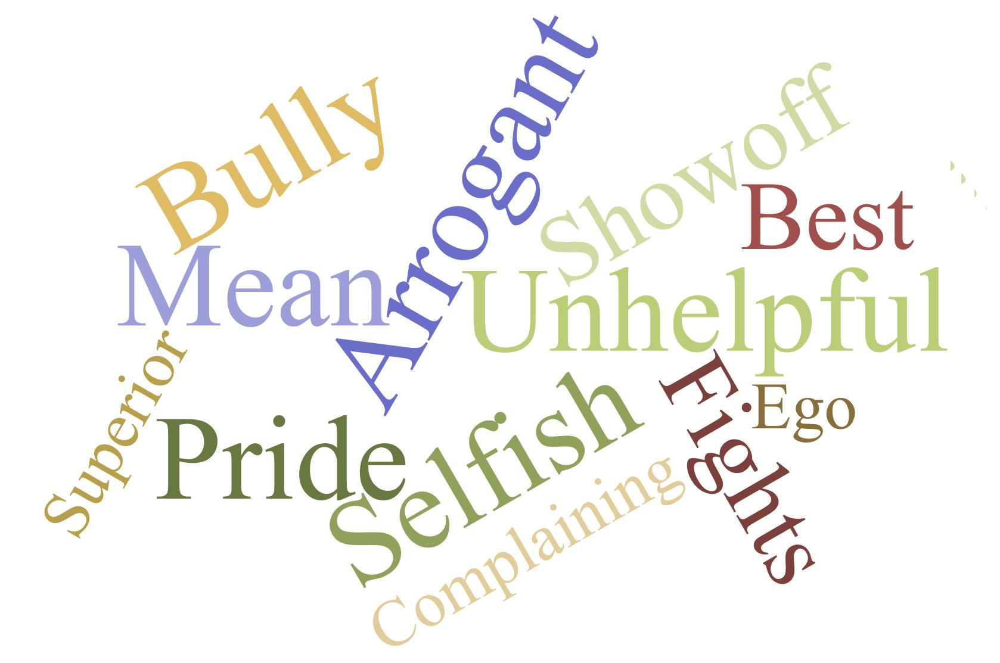 Bully
Arrogant
Showoff
Best
Mean
Unhelpful
Superior
Pride
Selfish
Fights
Ego
Complaining